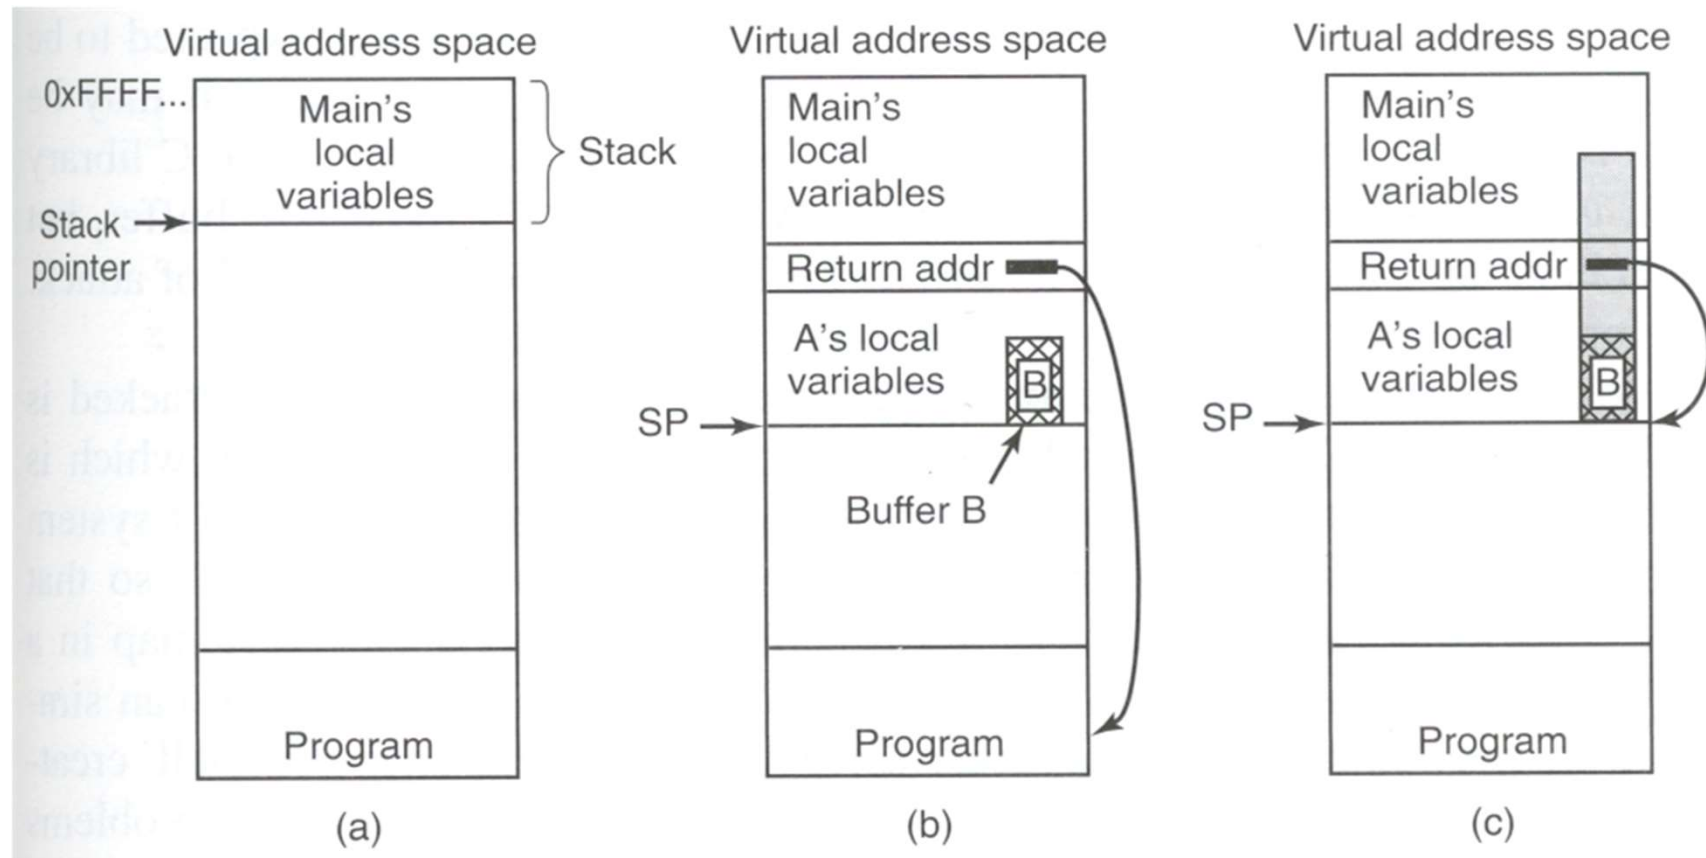 Virtual address space
0xFFFF...
Main's
local
variables
Stack
Stack
pointer
Program
(a)
Virtual address space
Main's
local
variables
Return addr
A's local
variables
B
SP
Buffer B
Program
(b)
Virtual address space
Main's
local
variables
Return addr
A's local
variables
B
SP
Program
(c)